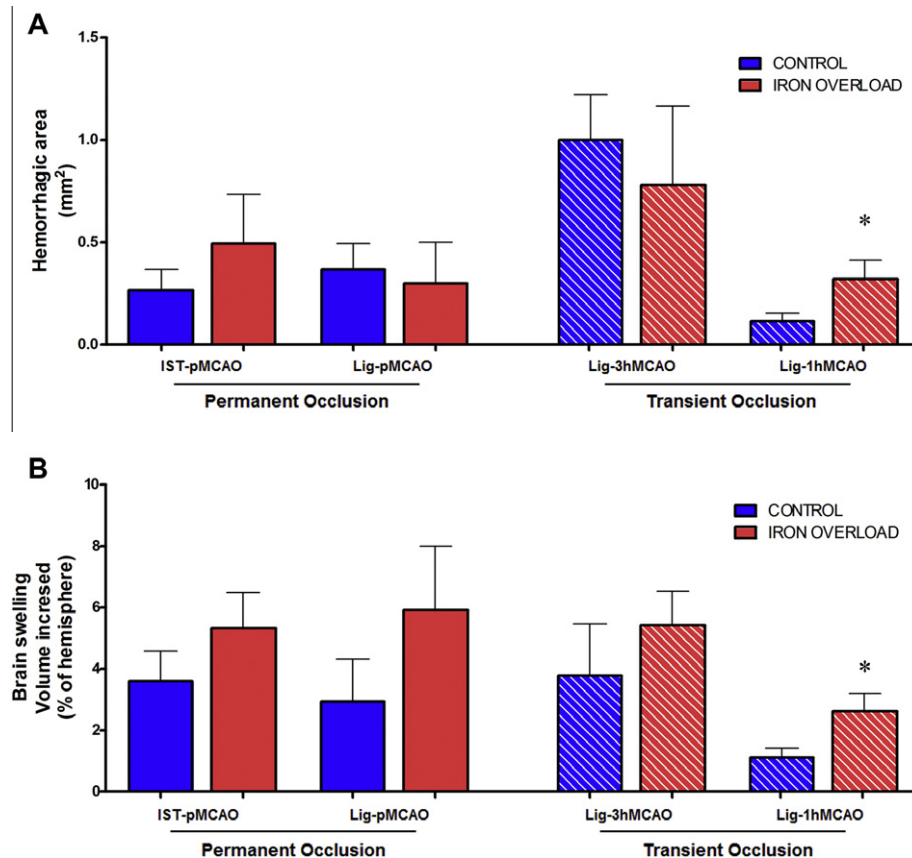 A
1.5
1.0
0.5
0.0
Hemorrhagic area
(mm²)
CONTROL
IRON OVERLOAD
*
IST-pMCAO
Lig-pMCAO
Lig-3hMCAO
Lig-1hMCAO
Permanent Occlusion
Transient Occlusion
B
10
8
6
4
2
0
Brain swelling
Volume incresed
(% of hemisphere)
CONTROL
IRON OVERLOAD
*
IST-pMCAO
Lig-pMCAO
Lig-3hMCAO
Lig-1hMCAO
Permanent Occlusion
Transient Occlusion